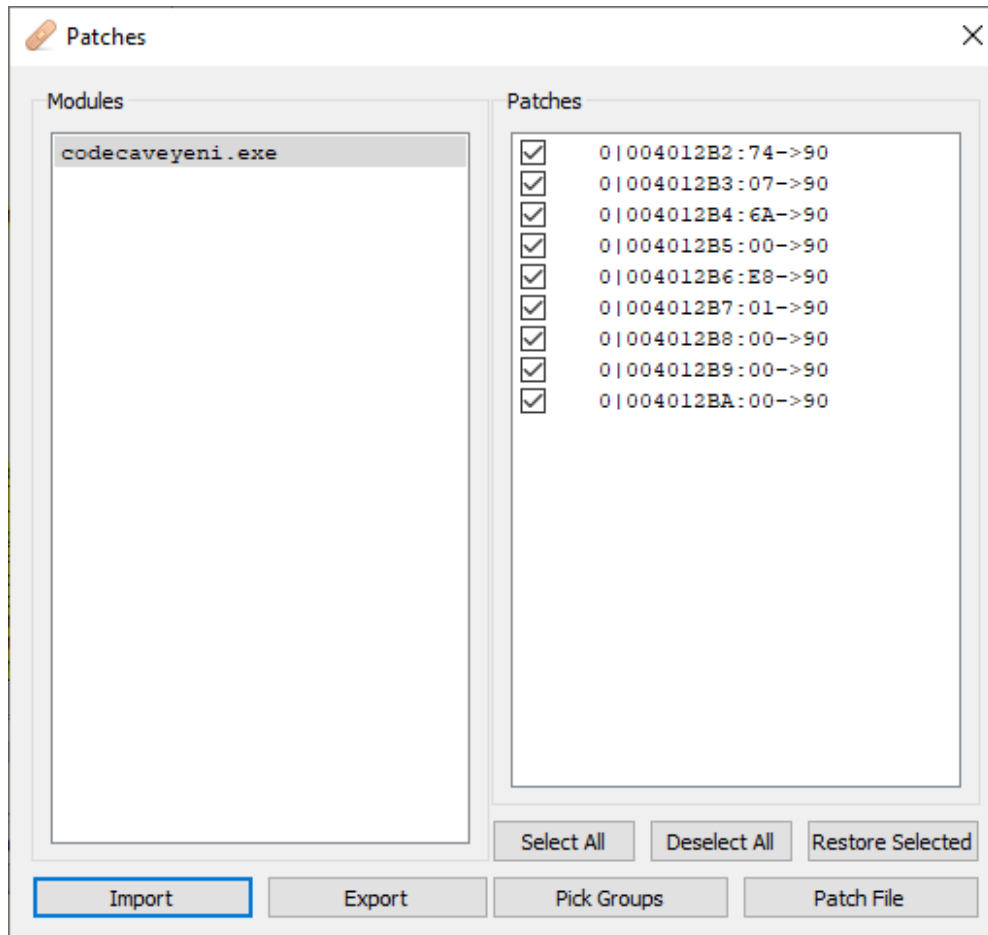 Patches
Modules
codecaveyeni.exe
Patches
0|004012B2:74->90
0|004012B3:07->90
0|004012B4:6A->90
0|004012B5:00->90
0|004012B6:E8->90
0|004012B7:01->90
0|004012B8:00->90
0|004012B9:00->90
0|004012BA:00->90
Select All
Deselect All
Restore Selected
Import
Export
Pick Groups
Patch File